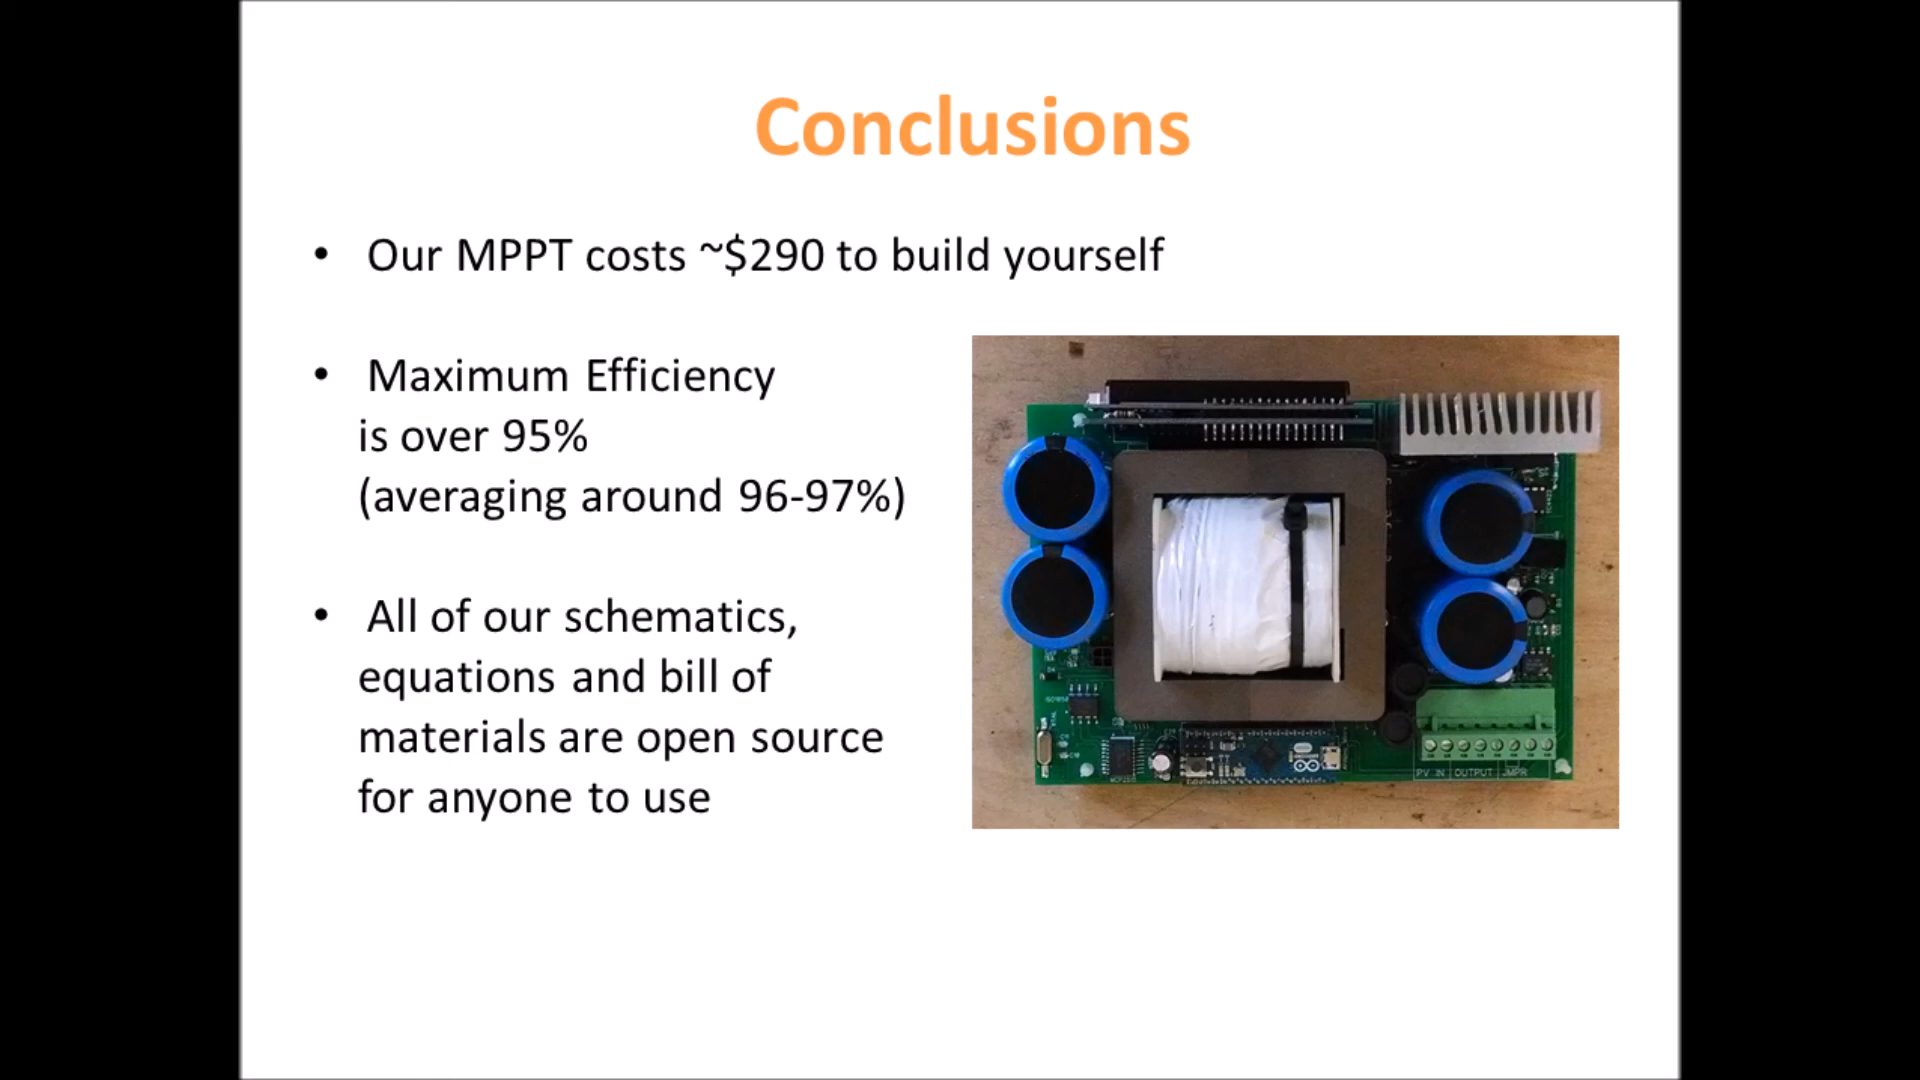 Conclusions
• Our MPPT costs ~$290 to build yourself
• Maximum Efficiency
is over 95%
(averaging around 96-97%)
• All of our schematics,
equations and bill of
materials are open source
for anyone to use
PV IN OUTPUT JMPR